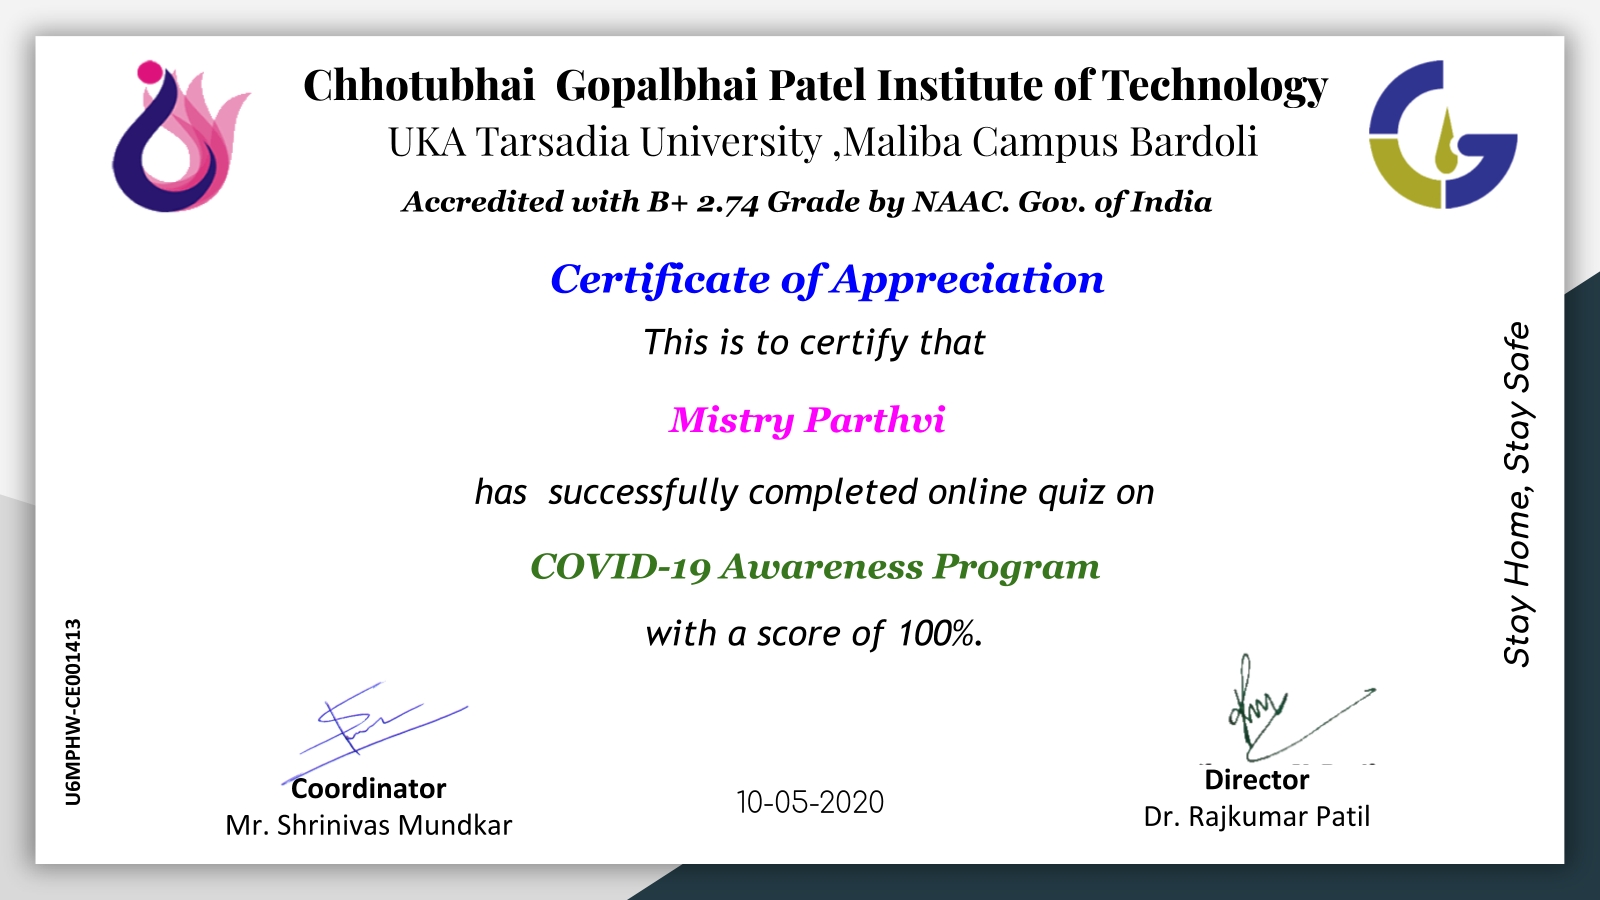 Chhotubhai  Gopalbhai Patel Institute of Technology
UKA Tarsadia University ,Maliba Campus Bardoli
Accredited with B+ 2.74 Grade by NAAC. Gov. of India
Certificate of Appreciation
This is to certify that
Mistry Parthvi
has  successfully completed online quiz on
COVID-19 Awareness Program
with a score of 100%.
Stay Home, Stay Safe
U6MPHW-CE001413
Coordinator
Mr. Shrinivas Mundkar
10-05-2020
Director
Dr. Rajkumar Patil